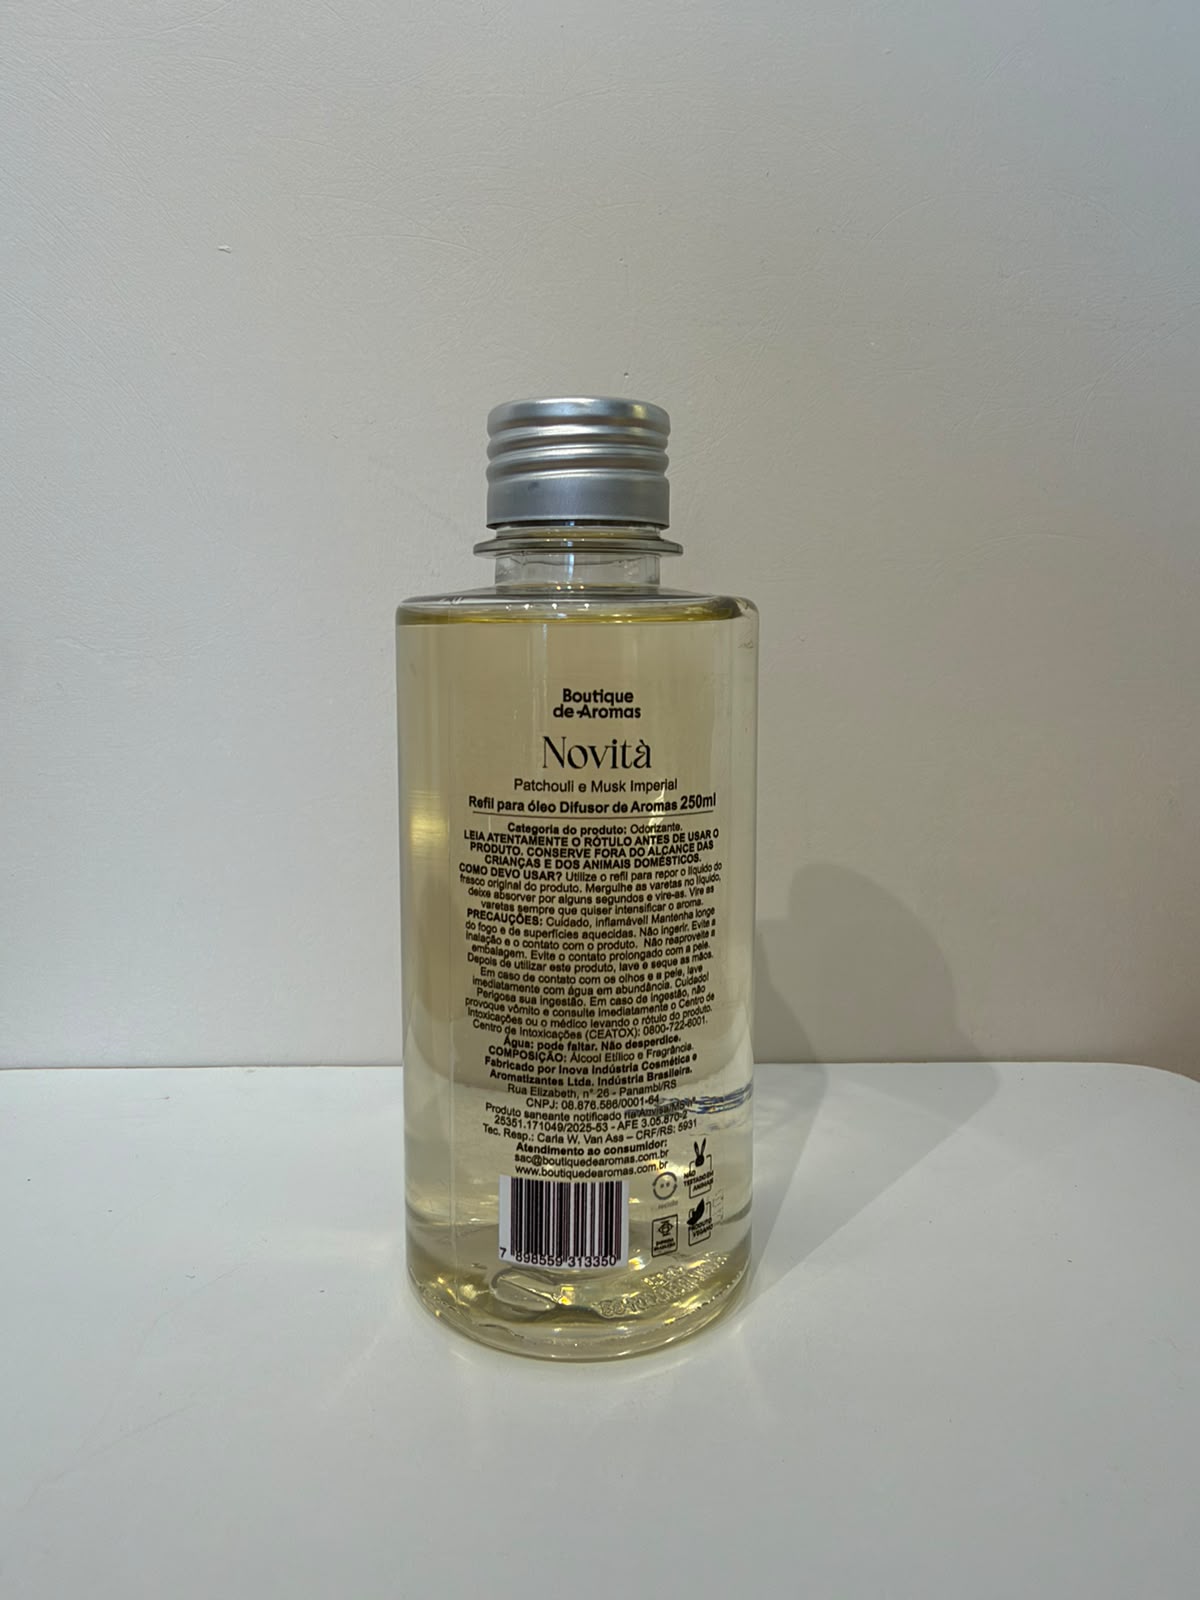 Boutique
de Aromas
Novità
Patchouli e Musk Imperial
Refil para óleo Difusor de Aromas 250ml
Categoria do produto: Odorizante.
LEIA ATENTAMENTE O RÓTULO ANTES DE USAR O
PRODUTO. CONSERVE FORA DO ALCANCE DAS
CRIANÇAS E DOS ANIMAIS DOMÉSTICOS.
COMO DEVO USAR? Utilize o refil para repor o líquido do
frasco original do produto. Mergulhe as varetas no líquido,
deixe absorver por alguns segundos e vire-as. Vire as
varetas sempre que quiser intensificar o aroma.
PRECAUÇÕES: Cuidado, inflamável! Mantenha longe
do fogo e de superfícies aquecidas. Não ingerir. Evite a
inalação e o contato com o produto. Não reaproveite a
embalagem. Evite o contato prolongado com a pele.
Depois de utilizar este produto, lave e seque as mãos.
Em caso de contato com os olhos e a pele, lave
imediatamente com água em abundância. Cuidado!
Perigosa sua ingestão. Em caso de ingestão, não
provoque vômito e consulte imediatamente o Centro de
Intoxicações ou o médico levando o rótulo do produto.
Centro de Intoxicações (CEATOX): 0800-722-6001.
Água: pode faltar. Não desperdice.
COMPOSIÇÃO: Álcool Etílico e Fragrância.
Fabricado por Inova Indústria Cosmética e
Aromatizantes Ltda. Indústria Brasileira.
Rua Elizabeth, n° 26 - Panambi/RS
CNPJ: 08.876.586/0001-64
Produto saneante notificado na Anvisa/MS n°
25351.171049/2025-53 - AFE 3.05.870-2
Tec. Resp.: Carla W. Van Ass – CRF/RS: 5931
Atendimento ao consumidor:
sac@boutiquedearomas.com.br
www.boutiquedearomas.com.br
NÃO
TESTADO EM
ANIMAIS
PRODUTO
VEGANO
7 898559 313350